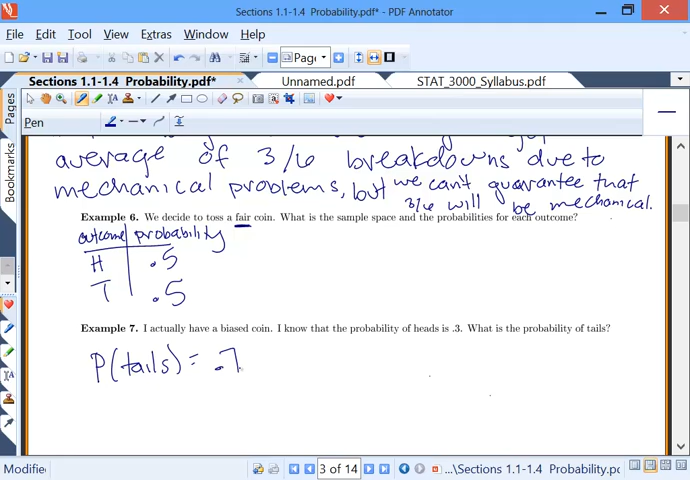 Sections 1.1-1.4 Probability.pdf* - PDF Annotator
File Edit Tool View Extras Window Help
Page
Sections 1.1-1.4 Probability.pdf* Unnamed.pdf STAT_3000_Syllabus.pdf
Pen
Pages
Bookmarks
average of 3/6 breakdowns due to
mechanical problems, but we can't guarantee that
3/6 will be mechanical.
Example 6. We decide to toss a fair coin. What is the sample space and the probabilities for each outcome?
outcome probability
H .5
T .5
Example 7. I actually have a biased coin. I know that the probability of heads is .3. What is the probability of tails?
P(tails) = .7
Modifie 3 of 14 ...\Sections 1.1-1.4 Probability.pc